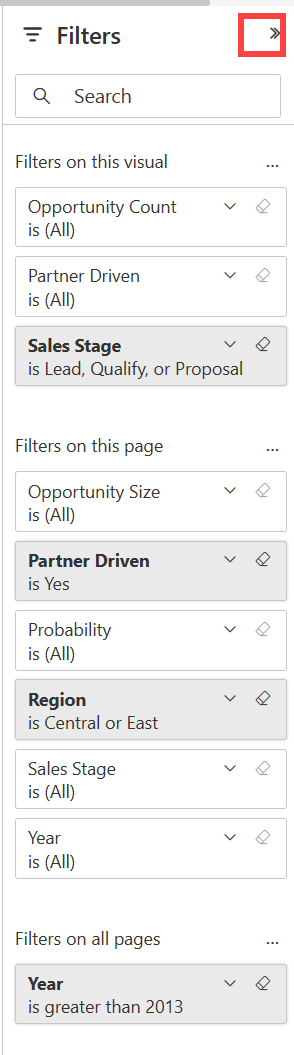 Filters
Search
Filters on this visual ...
Opportunity Count
is (All)
Partner Driven
is (All)
Sales Stage
is Lead, Qualify, or Proposal
Filters on this page ...
Opportunity Size
is (All)
Partner Driven
is Yes
Probability
is (All)
Region
is Central or East
Sales Stage
is (All)
Year
is (All)
Filters on all pages ...
Year
is greater than 2013